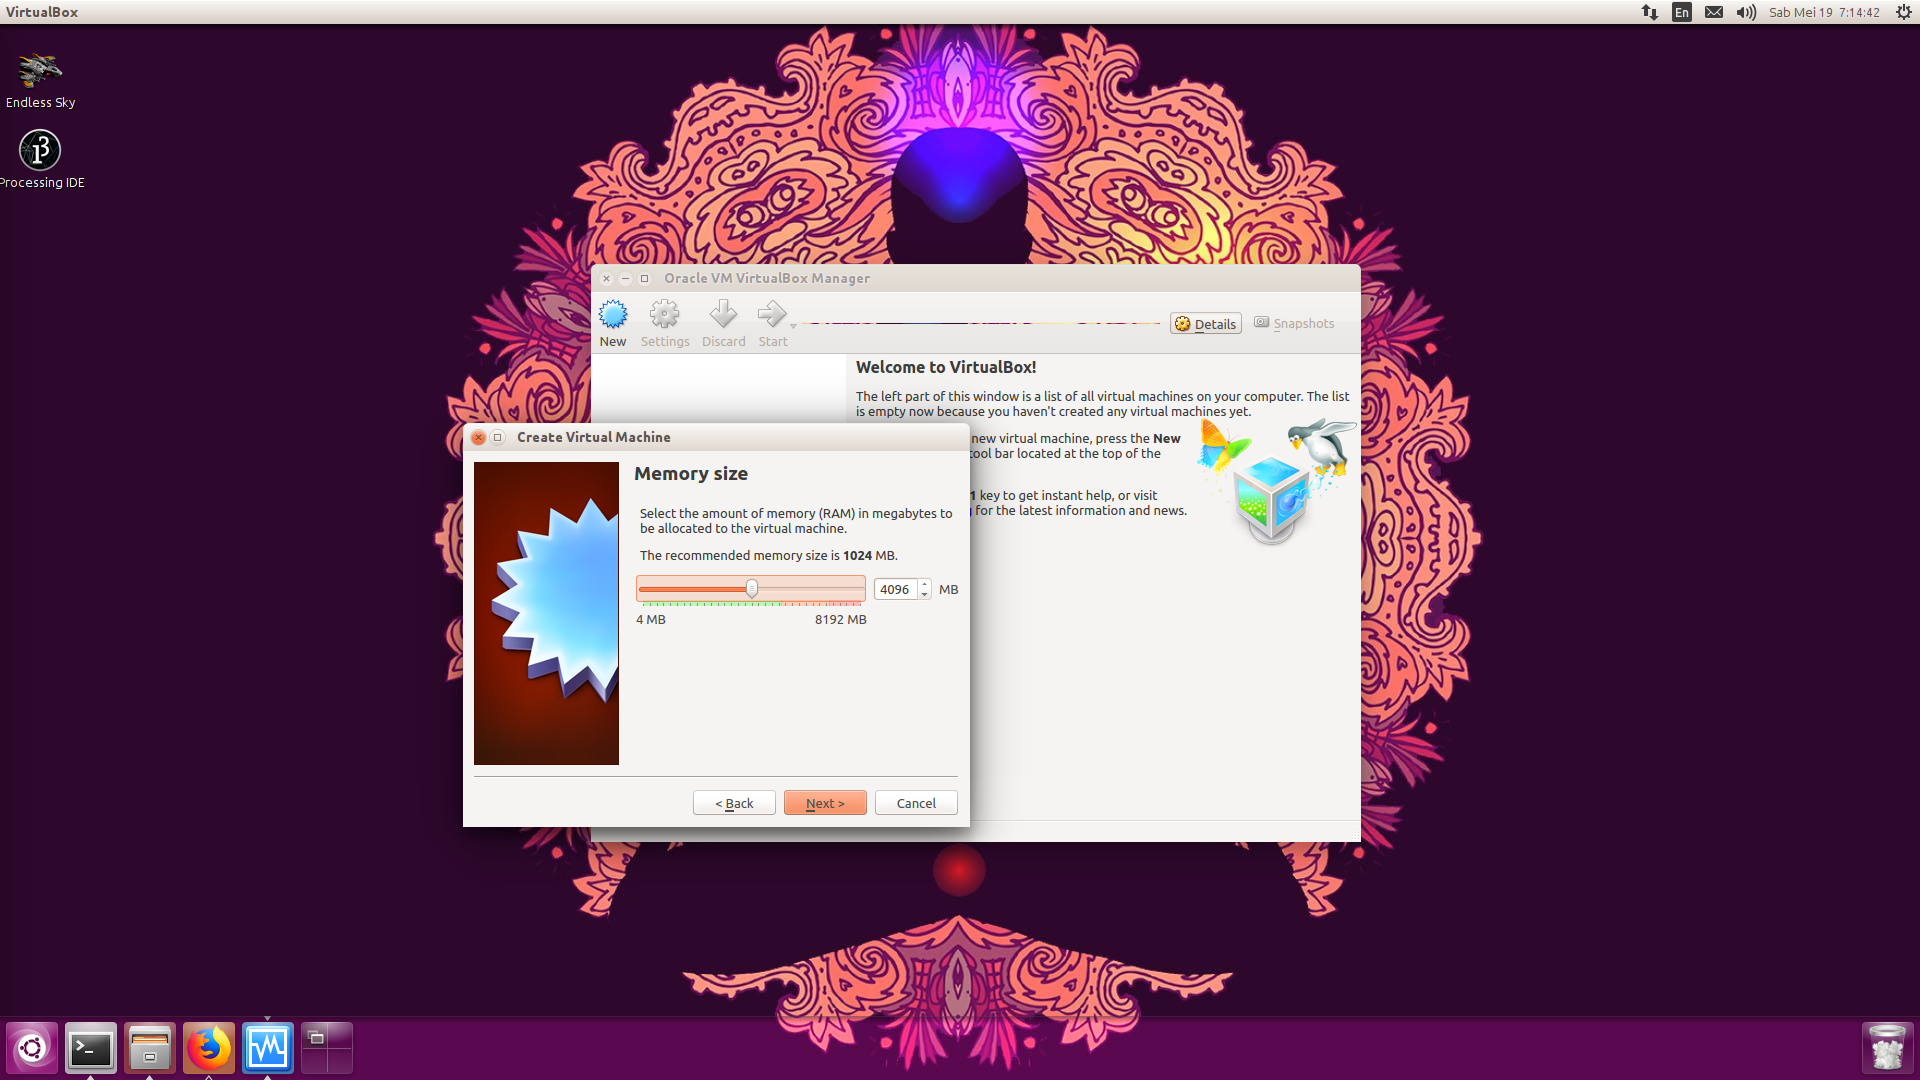 VirtualBox
En
Sab Mei 19 7:14:42
Endless Sky
Processing IDE
Oracle VM VirtualBox Manager
New
Settings
Discard
Start
Details
Snapshots
Welcome to VirtualBox!
The left part of this window is a list of all virtual machines on your computer. The list
is empty now because you haven't created any virtual machines yet.
new virtual machine, press the New
ool bar located at the top of the
1 key to get instant help, or visit
g for the latest information and news.
Create Virtual Machine
Memory size
Select the amount of memory (RAM) in megabytes to
be allocated to the virtual machine.
The recommended memory size is 1024 MB.
4096 MB
4 MB
8192 MB
< Back
Next >
Cancel